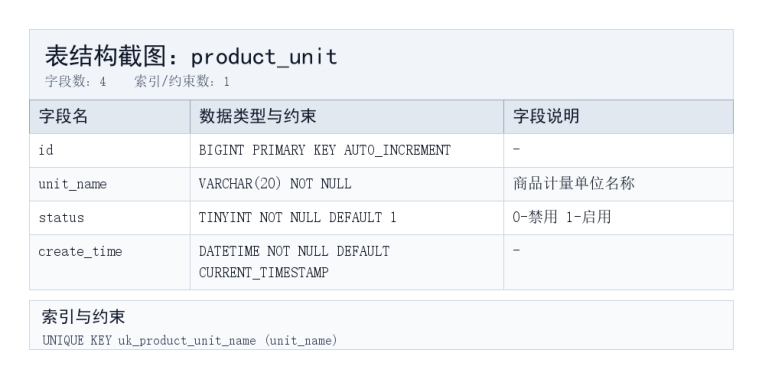 表结构截图：product_unit
字段数：4 索引/约束数：1
字段名 数据类型与约束 字段说明
id BIGINT PRIMARY KEY AUTO_INCREMENT -
unit_name VARCHAR(20) NOT NULL 商品计量单位名称
status TINYINT NOT NULL DEFAULT 1 0-禁用 1-启用
create_time DATETIME NOT NULL DEFAULT -
CURRENT_TIMESTAMP
索引与约束
UNIQUE KEY uk_product_unit_name (unit_name)